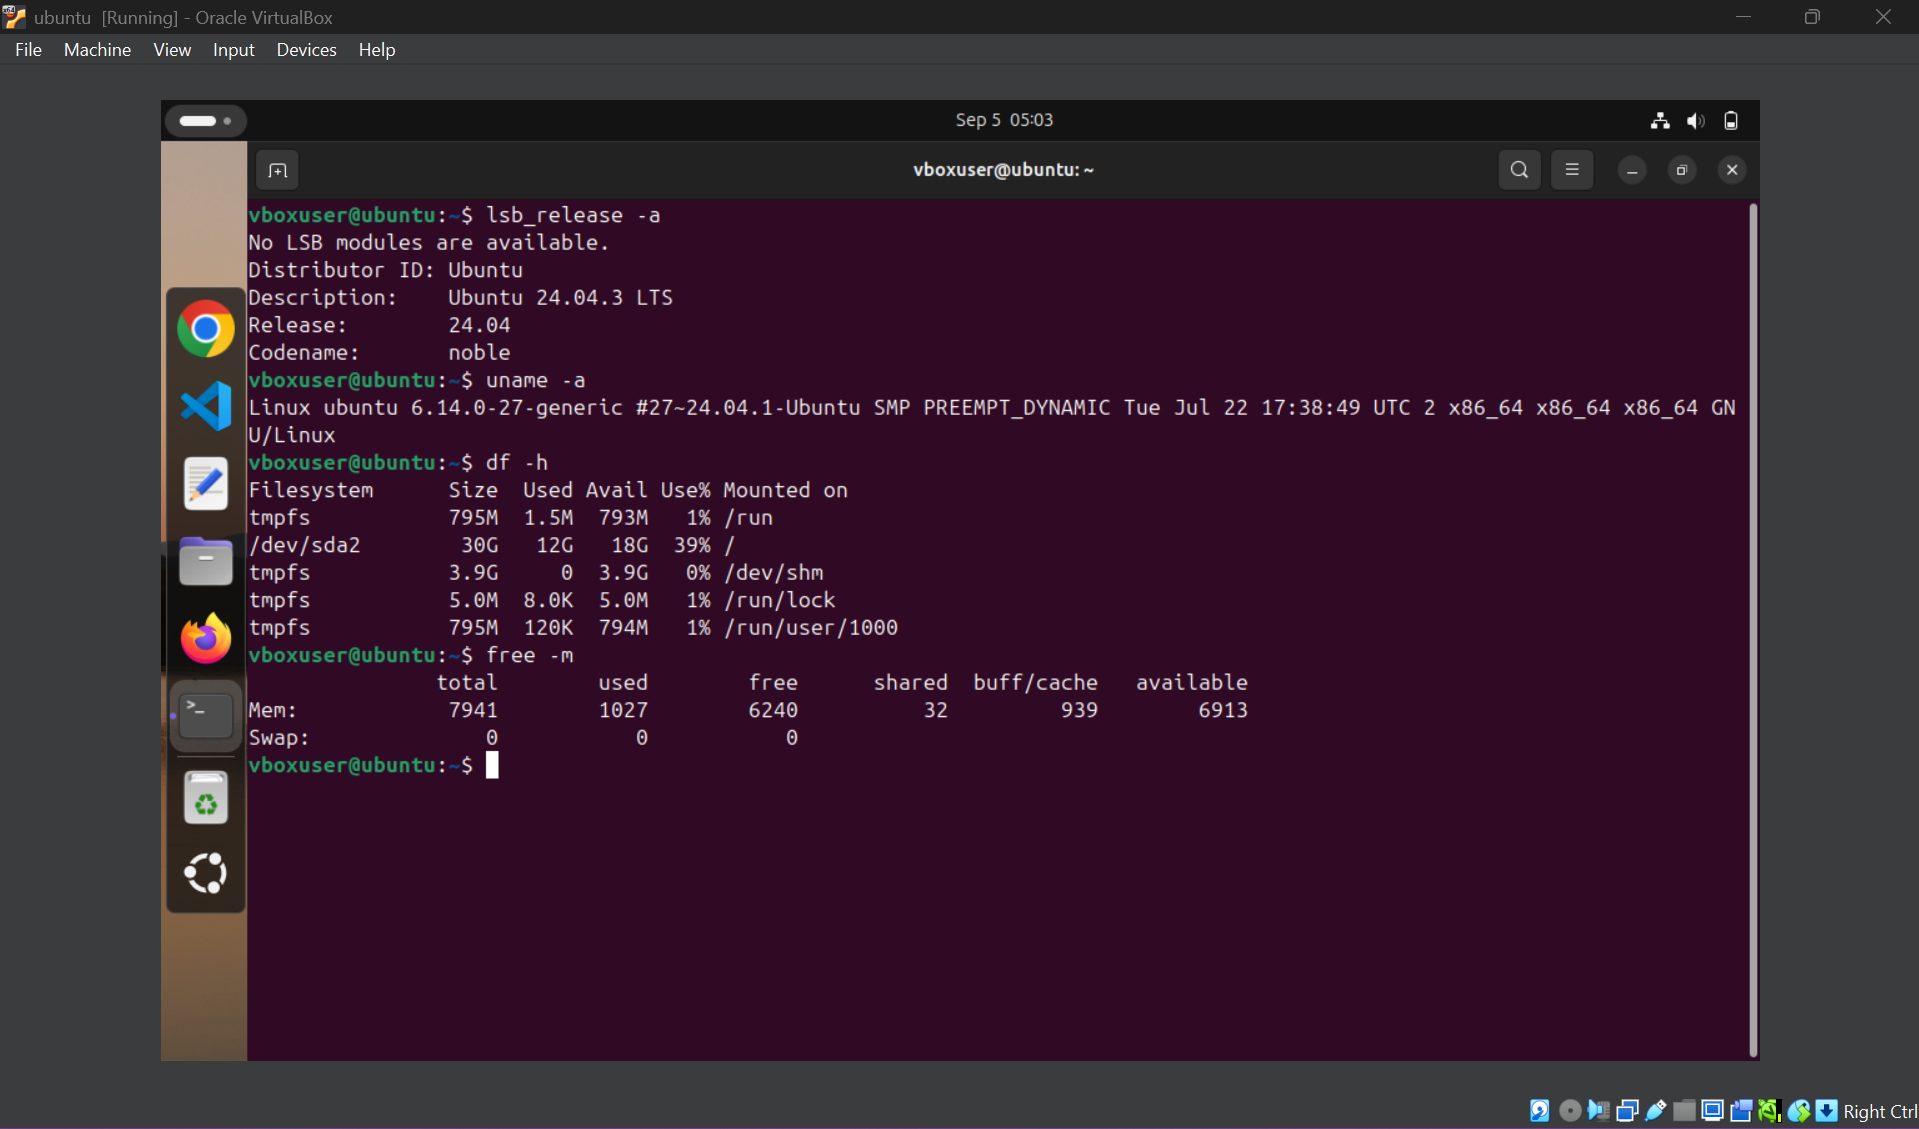 ubuntu [Running] - Oracle VirtualBox
File Machine View Input Devices Help
Sep 5 05:03
vboxuser@ubuntu: ~
vboxuser@ubuntu:~$ lsb_release -a
No LSB modules are available.
Distributor ID: Ubuntu
Description:    Ubuntu 24.04.3 LTS
Release:        24.04
Codename:       noble
vboxuser@ubuntu:~$ uname -a
Linux ubuntu 6.14.0-27-generic #27~24.04.1-Ubuntu SMP PREEMPT_DYNAMIC Tue Jul 22 17:38:49 UTC 2 x86_64 x86_64 x86_64 GN
U/Linux
vboxuser@ubuntu:~$ df -h
Filesystem      Size  Used Avail Use% Mounted on
tmpfs           795M  1.5M  793M   1% /run
/dev/sda2        30G   12G   18G  39% /
tmpfs           3.9G     0  3.9G   0% /dev/shm
tmpfs           5.0M  8.0K  5.0M   1% /run/lock
tmpfs           795M  120K  794M   1% /run/user/1000
vboxuser@ubuntu:~$ free -m
               total        used        free      shared  buff/cache   available
Mem:            7941        1027        6240          32         939        6913
Swap:              0           0           0
vboxuser@ubuntu:~$
Right Ctrl